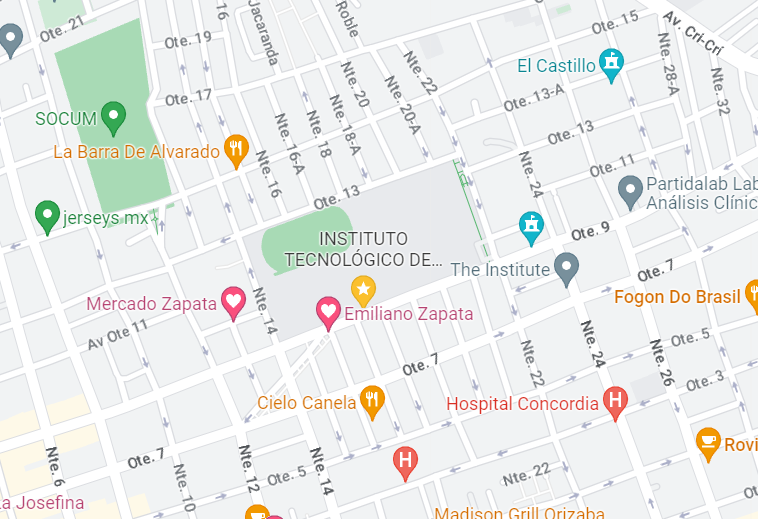 Roble
Jacaranda
Ote. 21
Ote. 19
Ote. 15
Av. Cri-Crí
Nte. 28-A
Nte. 32
Nte. 22
Nte. 20
Nte. 20-A
El Castillo
Ote. 17
Ote. 13-A
SOCUM
Nte. 18
Nte. 18-A
Nte. 16-A
Ote. 13
La Barra De Alvarado
Nte. 16
Nte. 24
Ote. 11
Ote. 13
Partidalab Lab
Análisis Clínic
jerseys mx
INSTITUTO
TECNOLÓGICO DE...
Ote. 9
The Institute
Ote. 7
Mercado Zapata
Nte. 14
Emiliano Zapata
Fogon Do Brasil
Av Ote 11
Nte. 24
Ote. 5
Nte. 26
Nte. 22
Ote. 7
Ote. 3
Cielo Canela
Hospital Concordia
H
Rovi
Ote. 7
H
Nte. 6
Nte. 10
Nte. 12
Ote. 5
Nte. 14
Nte. 22
a Josefina
Madison Grill Orizaba